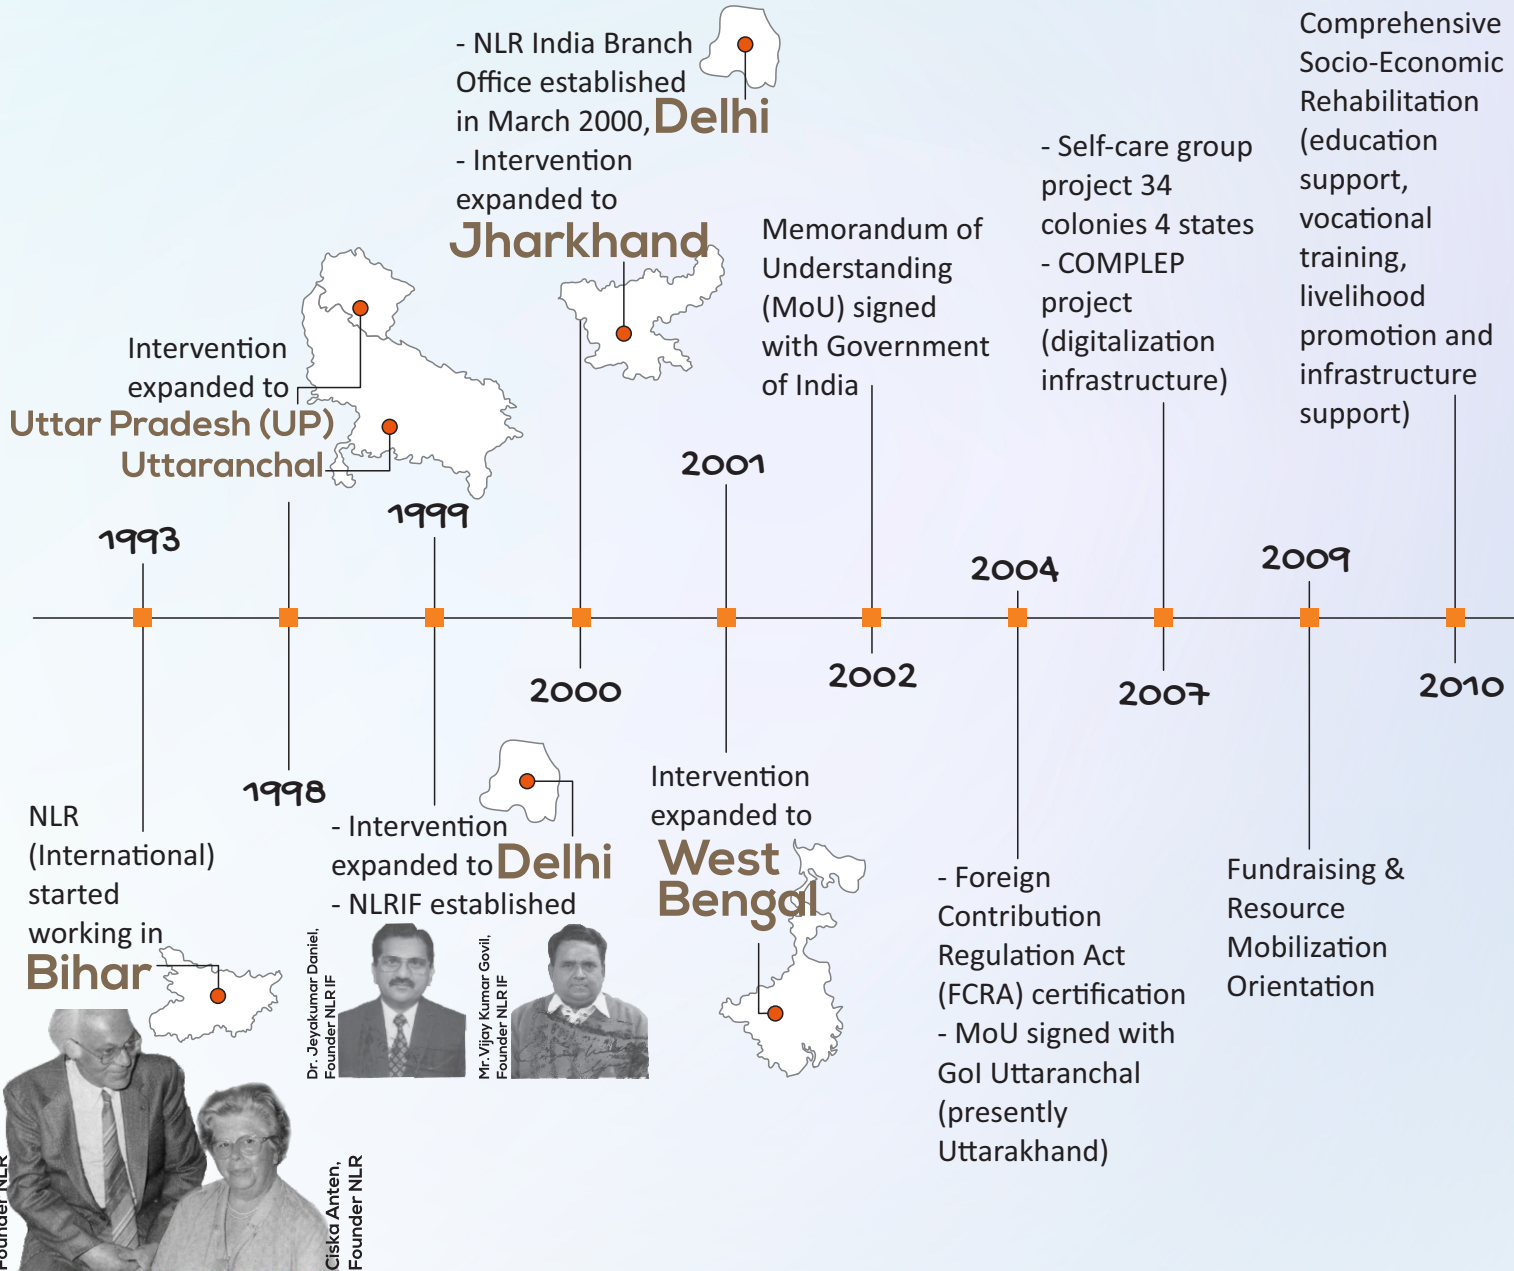 1993
NLR
(International)
started
working in
Bihar
Founder NLR
Ciska Anten,
Founder NLR
Intervention
expanded to
Uttar Pradesh (UP)
Uttaranchal
1998
1999
- Intervention
expanded to Delhi
- NLRIF established
Dr. Jeyakumar Daniel,
Founder NLRIF
Mr. Vijay Kumar Govil,
Founder NLRIF
- NLR India Branch
Office established
in March 2000, Delhi
- Intervention
expanded to
Jharkhand
2000
2001
Intervention
expanded to
West
Bengal
Memorandum of
Understanding
(MoU) signed
with Government
of India
2002
2004
- Foreign
Contribution
Regulation Act
(FCRA) certification
- MoU signed with
GoI Uttaranchal
(presently
Uttarakhand)
- Self-care group
project 34
colonies 4 states
- COMPLEP
project
(digitalization
infrastructure)
2007
2009
Fundraising &
Resource
Mobilization
Orientation
Comprehensive
Socio-Economic
Rehabilitation
(education
support,
vocational
training,
livelihood
promotion and
infrastructure
support)
2010